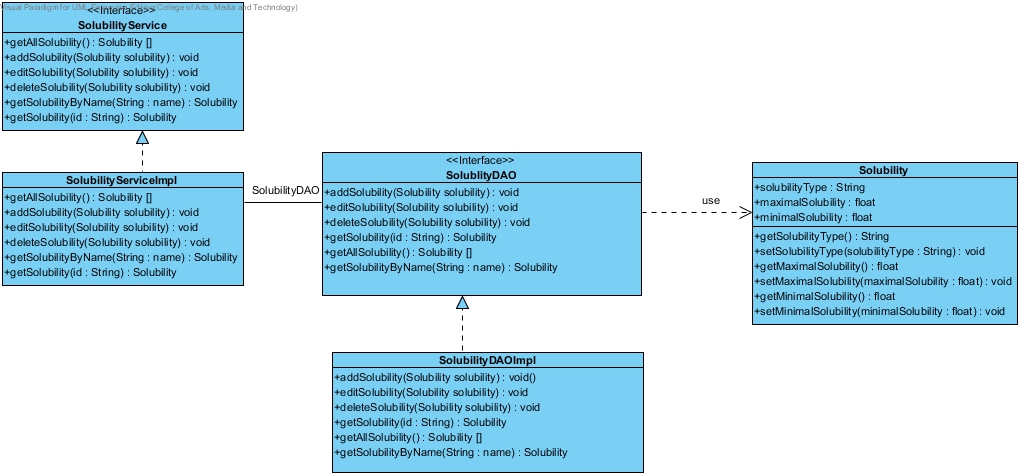 Visual Paradigm for UML Enterprise Edition(College of Arts, Media and Technology)
<<Interface>>
SolubilityService
+getAllSolubility() : Solubility []
+addSolubility(Solubility solubility) : void
+editSolubility(Solubility solubility) : void
+deleteSolubility(Solubility solubility) : void
+getSolubilityByName(String : name) : Solubility
+getSolubility(id : String) : Solubility
SolubilityServiceImpl
+getAllSolubility() : Solubility []
+addSolubility(Solubility solubility) : void
+editSolubility(Solubility solubility) : void
+deleteSolubility(Solubility solubility) : void
+getSolubilityByName(String : name) : Solubility
+getSolubility(id : String) : Solubility
SolubilityDAO
<<Interface>>
SolublityDAO
+addSolubility(Solubility solubility) : void
+editSolubility(Solubility solubility) : void
+deleteSolubility(Solubility solubility) : void
+getSolubility(id : String) : Solubility
+getAllSolubility() : Solubility []
+getSolubilityByName(String : name) : Solubility
use
Solubility
+solubilityType : String
+maximalSolubility : float
+minimalSolubility : float
+getSolubilityType() : String
+setSolubilityType(solubilityType : String) : void
+getMaximalSolubility() : float
+setMaximalSolubility(maximalSolubility : float) : void
+getMinimalSolubility() : float
+setMinimalSolubility(minimalSolubility : float) : void
SolubilityDAOImpl
+addSolubility(Solubility solubility) : void()
+editSolubility(Solubility solubility) : void
+deleteSolubility(Solubility solubility) : void
+getSolubility(id : String) : Solubility
+getAllSolubility() : Solubility []
+getSolubilityByName(String : name) : Solubility